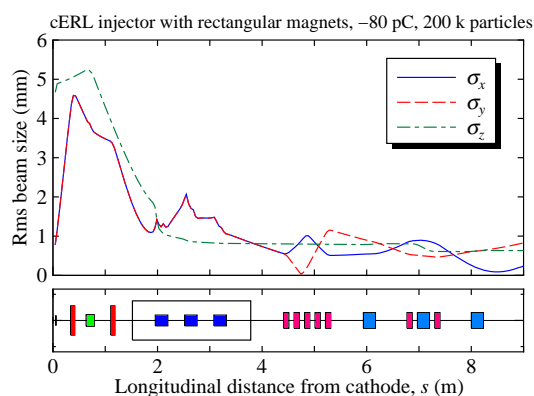 cERL injector with rectangular magnets, −80 pC, 200 k particles
6
5
4
3
2
1
0
Rms beam size (mm)
σx
σy
σz
0
2
4
6
8
Longitudinal distance from cathode, s (m)